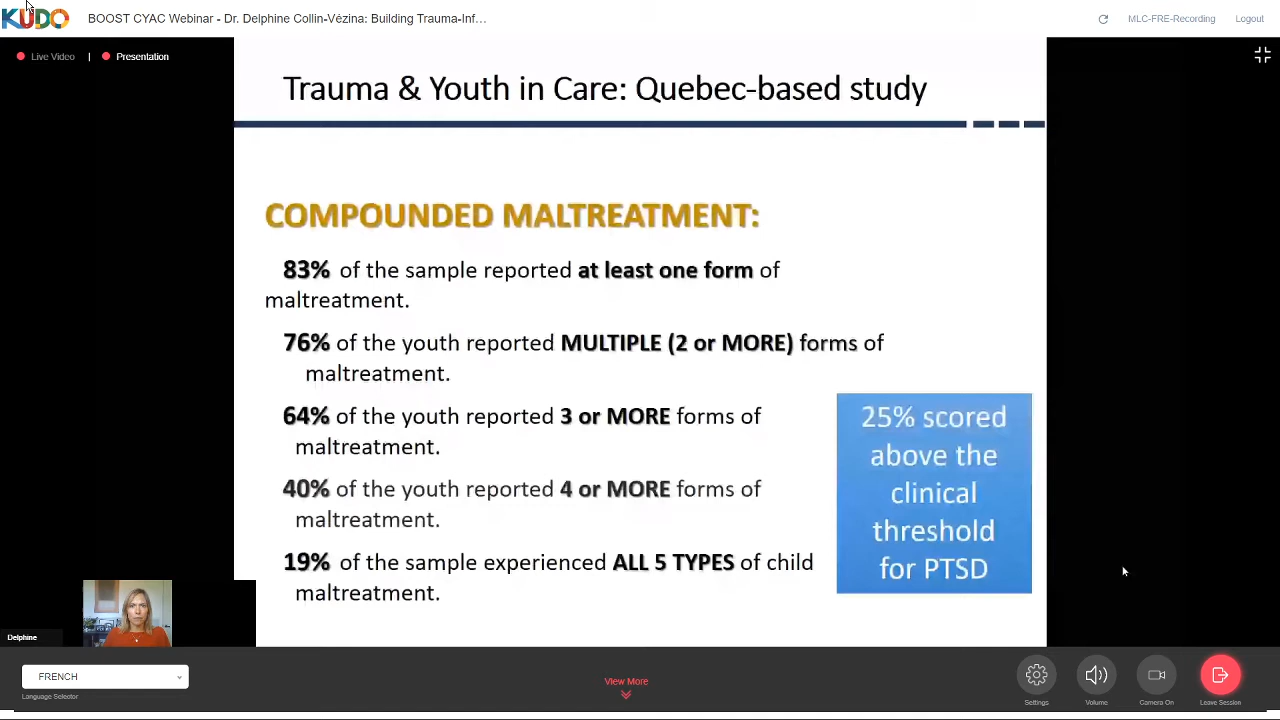 KUDO
BOOST CYAC Webinar - Dr. Delphine Collin-Vézina: Building Trauma-Inf...
MLC-FRE-Recording
Logout
Live Video | Presentation
Trauma & Youth in Care: Quebec-based study
COMPOUNDED MALTREATMENT:
83% of the sample reported at least one form of
maltreatment.
76% of the youth reported MULTIPLE (2 or MORE) forms of
maltreatment.
64% of the youth reported 3 or MORE forms of
maltreatment.
40% of the youth reported 4 or MORE forms of
maltreatment.
19% of the sample experienced ALL 5 TYPES of child
maltreatment.
25% scored
above the
clinical
threshold
for PTSD
Delphine
FRENCH
Language Selector
View More
Settings
Volume
Camera On
Leave Session